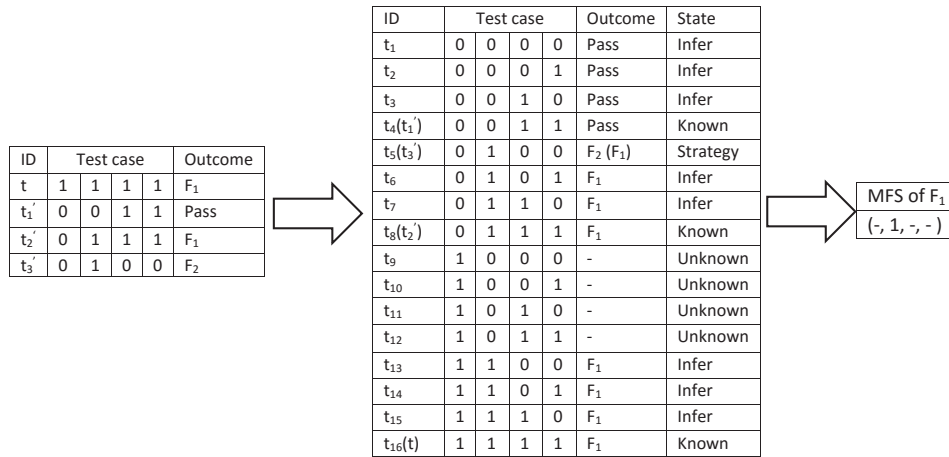 ID Test case Outcome
t 1 1 1 1 F₁
t₁′ 0 0 1 1 Pass
t₂′ 0 1 1 1 F₁
t₃′ 0 1 0 0 F₂
ID Test case Outcome State
t₁ 0 0 0 0 Pass Infer
t₂ 0 0 0 1 Pass Infer
t₃ 0 0 1 0 Pass Infer
t₄(t₁′) 0 0 1 1 Pass Known
t₅(t₃′) 0 1 0 0 F₂ (F₁) Strategy
t₆ 0 1 0 1 F₁ Infer
t₇ 0 1 1 0 F₁ Infer
t₈(t₂′) 0 1 1 1 F₁ Known
t₉ 1 0 0 0 - Unknown
t₁₀ 1 0 0 1 - Unknown
t₁₁ 1 0 1 0 - Unknown
t₁₂ 1 0 1 1 - Unknown
t₁₃ 1 1 0 0 F₁ Infer
t₁₄ 1 1 0 1 F₁ Infer
t₁₅ 1 1 1 0 F₁ Infer
t₁₆(t) 1 1 1 1 F₁ Known
MFS of F₁
(-, 1, -, - )